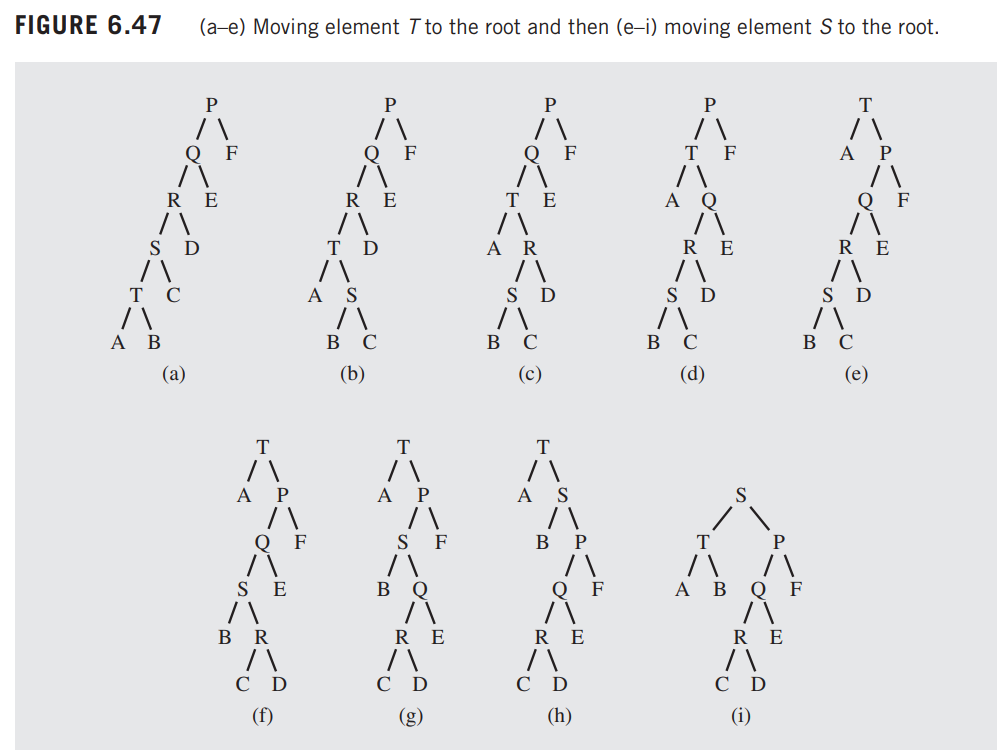 FIGURE 6.47 (a–e) Moving element T to the root and then (e–i) moving element S to the root.
P P P P T
Q F Q F Q F T F A P
R E R E T E A Q Q F
S D T D A R R E R E
T C A S S D S D S D
A B B C B C B C B C
(a) (b) (c) (d) (e)
T T T
A P A P A S S
Q F S F B P T P
S E B Q Q F A B Q F
B R R E R E R E
C D C D C D C D
(f) (g) (h) (i)